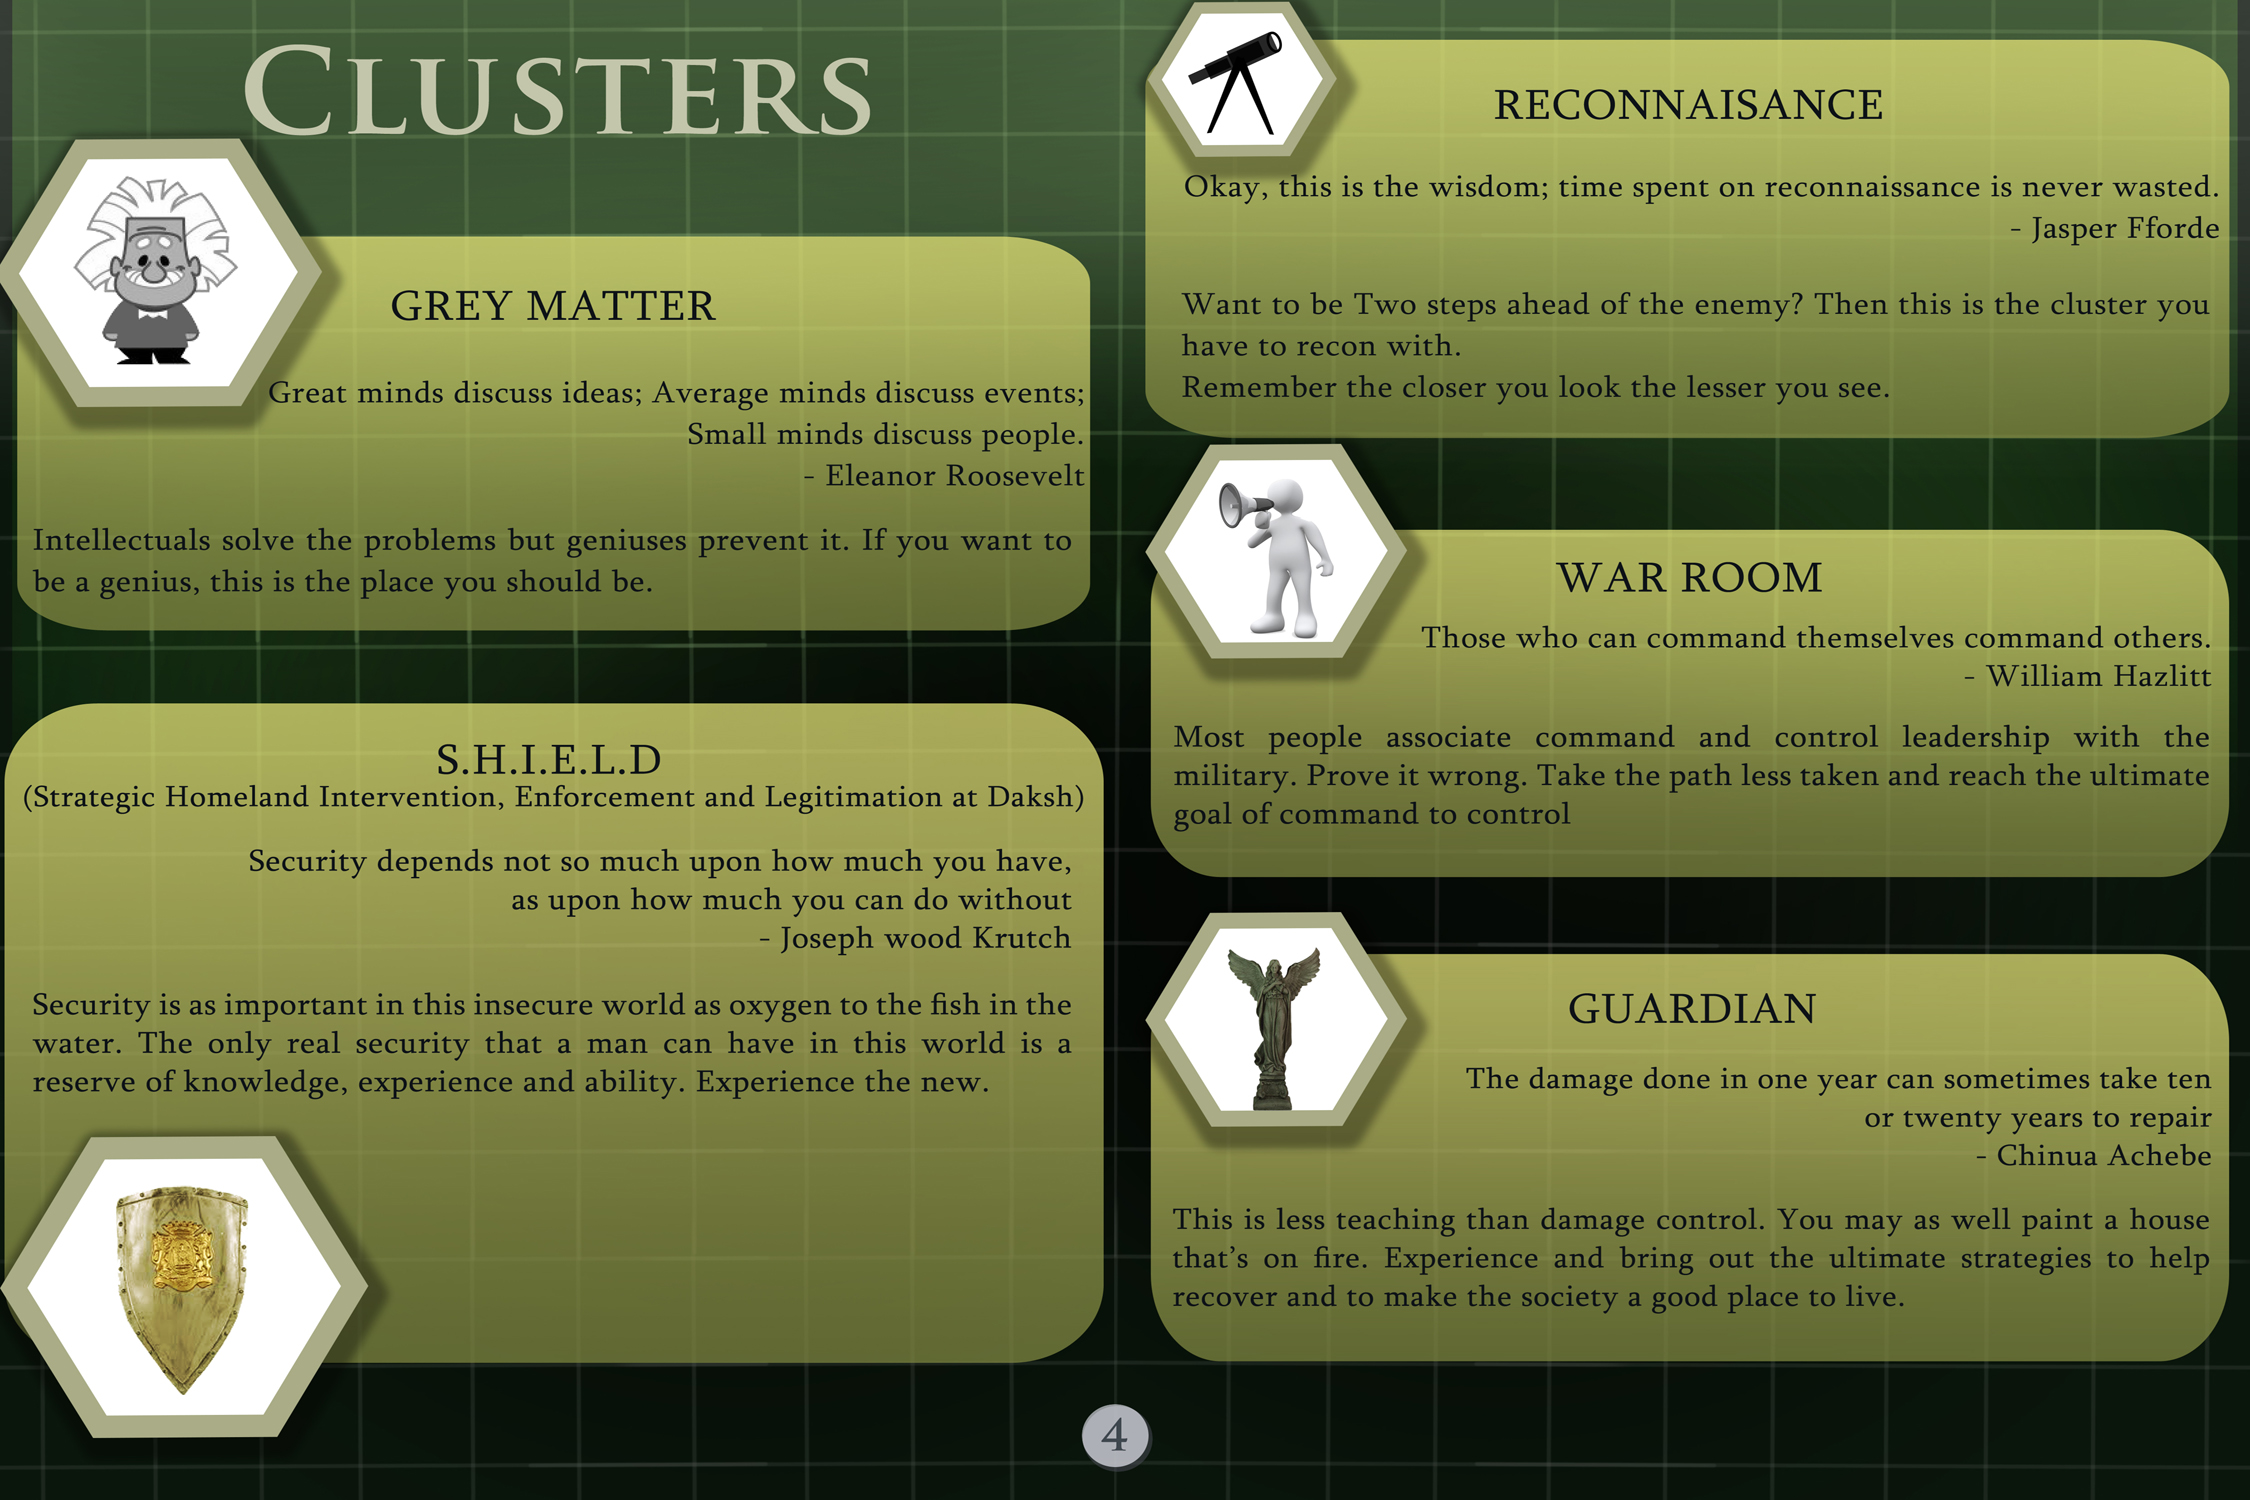 Clusters
GREY MATTER
Great minds discuss ideas; Average minds discuss events;
Small minds discuss people.
- Eleanor Roosevelt
Intellectuals solve the problems but geniuses prevent it. If you want to
be a genius, this is the place you should be.
S.H.I.E.L.D
(Strategic Homeland Intervention, Enforcement and Legitimation at Daksh)
Security depends not so much upon how much you have,
as upon how much you can do without
- Joseph wood Krutch
Security is as important in this insecure world as oxygen to the fish in the
water. The only real security that a man can have in this world is a
reserve of knowledge, experience and ability. Experience the new.
RECONNAISANCE
Okay, this is the wisdom; time spent on reconnaissance is never wasted.
- Jasper Fforde
Want to be Two steps ahead of the enemy? Then this is the cluster you
have to recon with.
Remember the closer you look the lesser you see.
WAR ROOM
Those who can command themselves command others.
- William Hazlitt
Most people associate command and control leadership with the
military. Prove it wrong. Take the path less taken and reach the ultimate
goal of command to control
GUARDIAN
The damage done in one year can sometimes take ten
or twenty years to repair
- Chinua Achebe
This is less teaching than damage control. You may as well paint a house
that's on fire. Experience and bring out the ultimate strategies to help
recover and to make the society a good place to live.
4